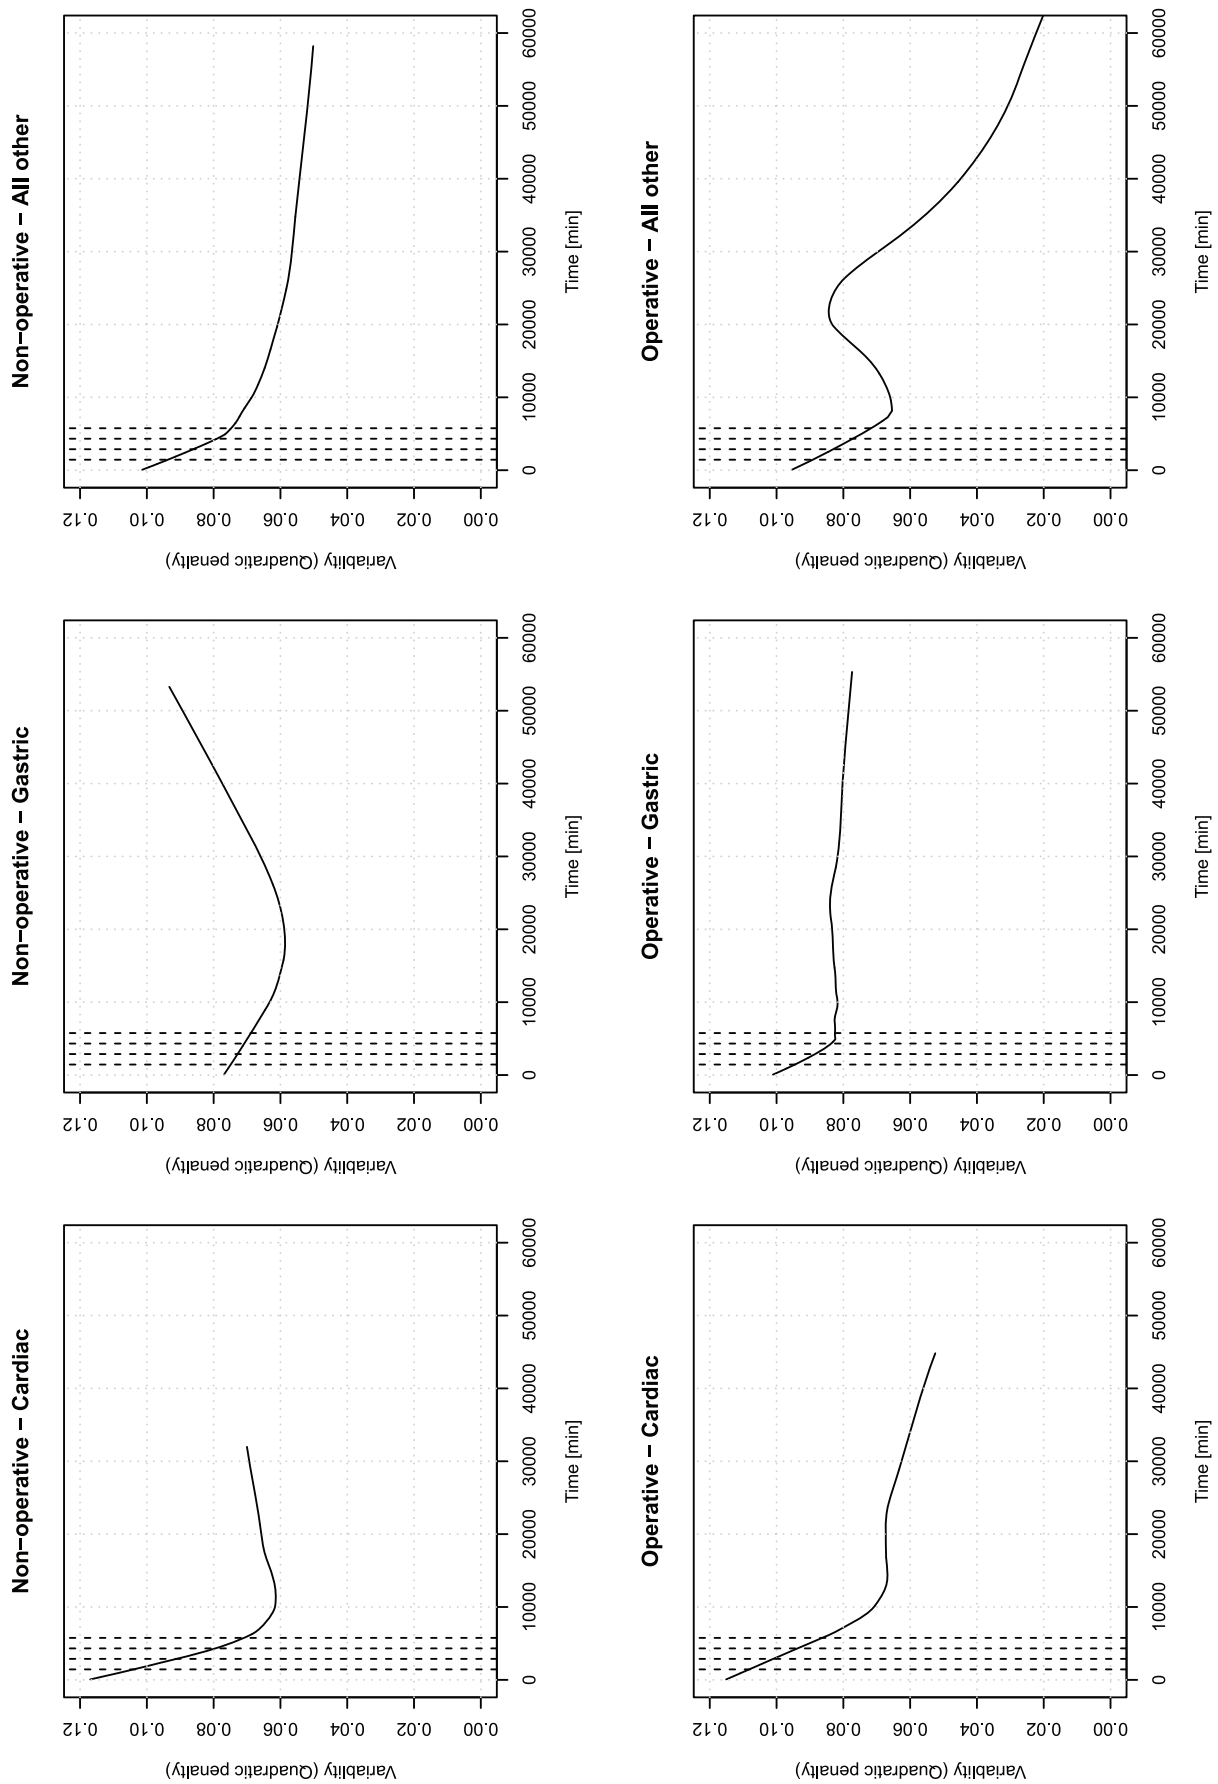 Non−operative − Cardiac
Variablity (Quadratic penalty)
0.12
0.10
0.08
0.06
0.04
0.02
0.00
0 10000 20000 30000 40000 50000 60000
Time [min]
Non−operative − Gastric
Variablity (Quadratic penalty)
0.12
0.10
0.08
0.06
0.04
0.02
0.00
0 10000 20000 30000 40000 50000 60000
Time [min]
Non−operative − All other
Variablity (Quadratic penalty)
0.12
0.10
0.08
0.06
0.04
0.02
0.00
0 10000 20000 30000 40000 50000 60000
Time [min]
Operative − Cardiac
Variablity (Quadratic penalty)
0.12
0.10
0.08
0.06
0.04
0.02
0.00
0 10000 20000 30000 40000 50000 60000
Time [min]
Operative − Gastric
Variablity (Quadratic penalty)
0.12
0.10
0.08
0.06
0.04
0.02
0.00
0 10000 20000 30000 40000 50000 60000
Time [min]
Operative − All other
Variablity (Quadratic penalty)
0.12
0.10
0.08
0.06
0.04
0.02
0.00
0 10000 20000 30000 40000 50000 60000
Time [min]